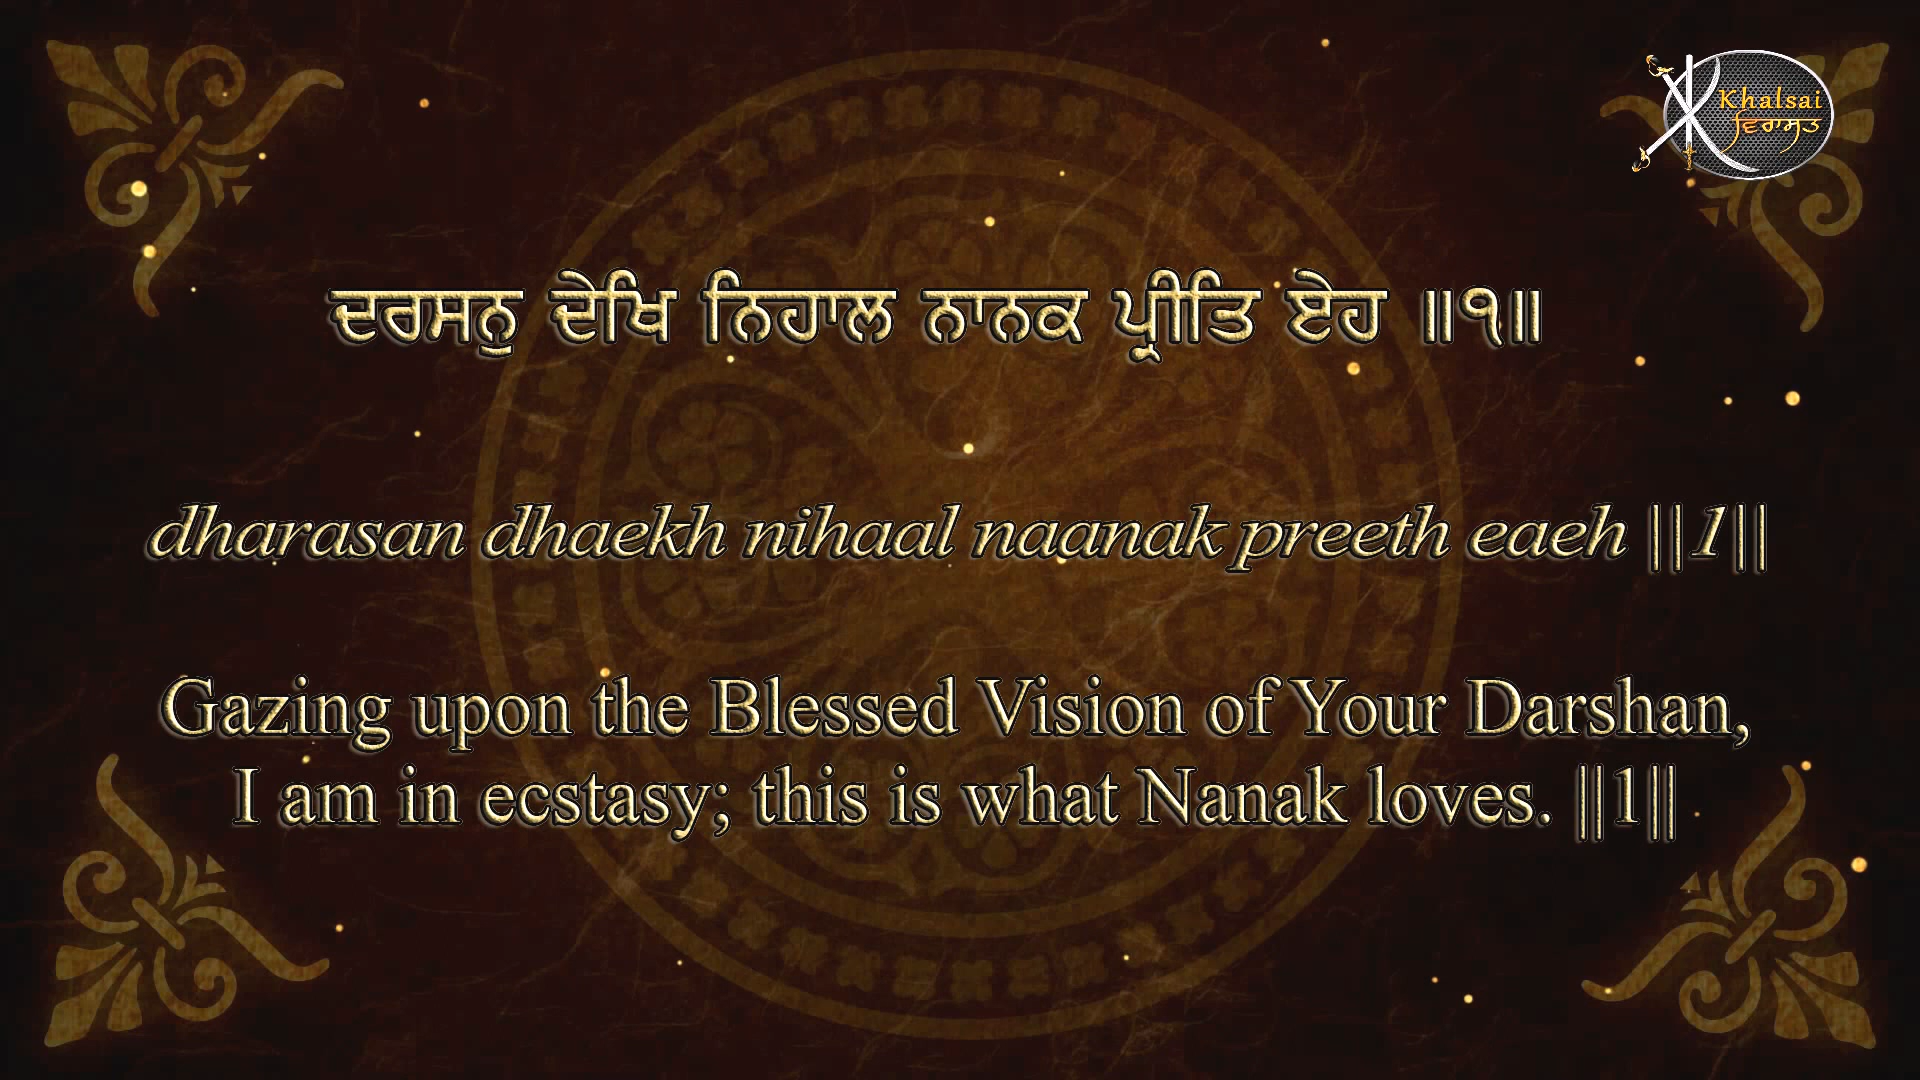 Khalsai
ਵਿਰਾਸਤ
ਦਰਸਨੁ ਦੇਖਿ ਨਿਹਾਲ ਨਾਨਕ ਪ੍ਰੀਤਿ ਏਹ ॥੧॥
dharasan dhaekh nihaal naanak preeth eaeh ||1||
Gazing upon the Blessed Vision of Your Darshan,
I am in ecstasy; this is what Nanak loves. ||1||